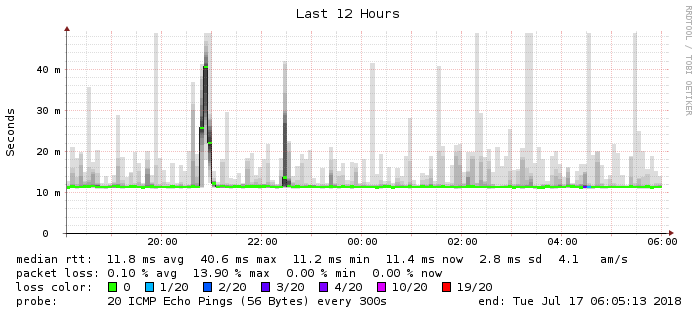 Last 12 Hours
RRDTOOL / TOBI OETIKER
Seconds
40 m
30 m
20 m
10 m
0
20:00 22:00 00:00 02:00 04:00 06:00
median rtt: 11.8 ms avg 40.6 ms max 11.2 ms min 11.4 ms now 2.8 ms sd 4.1 am/s
packet loss: 0.10 % avg 13.90 % max 0.00 % min 0.00 % now
loss color: 0 1/20 2/20 3/20 4/20 10/20 19/20
probe: 20 ICMP Echo Pings (56 Bytes) every 300s end: Tue Jul 17 06:05:13 2018